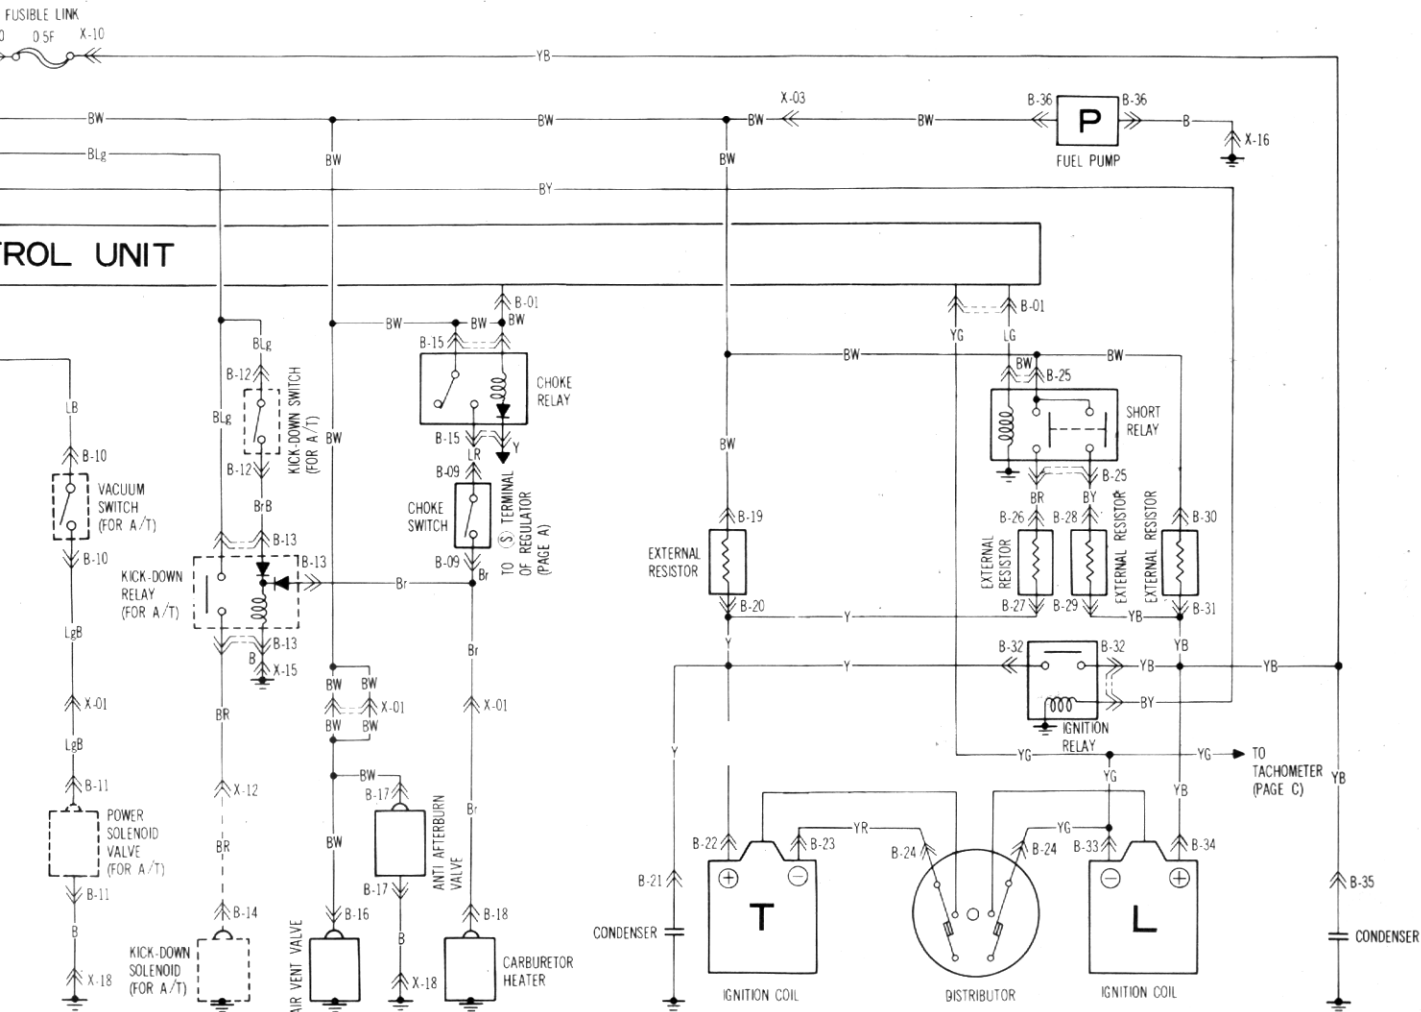 FUSIBLE LINK
0.5F
X-10
YB
BW
BW
BW
X-03
BW
B-36
P
B-36
B
X-16
FUEL PUMP
BLg
BW
BW
BY
TROL UNIT
B-01
BW
BW
BW
B-15
CHOKE
RELAY
B-15
Y
LR
B-09
CHOKE
SWITCH
B-09
Br
TO Ⓢ TERMINAL
OF REGULATOR
(PAGE A)
B-01
YG
LG
BW
BW
BW
B-25
SHORT
RELAY
B-25
BR
BY
B-26
B-28
B-30
EXTERNAL
RESISTOR
EXTERNAL RESISTOR
EXTERNAL RESISTOR
B-27
B-29
B-31
BW
B-19
EXTERNAL
RESISTOR
B-20
Y
YB
Y
YB
Y
B-32
B-32
YB
YB
BY
IGNITION
RELAY
BLg
B-12
KICK-DOWN SWITCH
(FOR A/T)
BLg
BW
B-12
BrB
B-13
B-13
KICK-DOWN
RELAY
(FOR A/T)
Br
B-13
B
X-15
LB
B-10
VACUUM
SWITCH
(FOR A/T)
B-10
LgB
X-01
LgB
B-11
POWER
SOLENOID
VALVE
(FOR A/T)
B-11
B
X-18
BR
X-12
BR
B-14
KICK-DOWN
SOLENOID
(FOR A/T)
BW
BW
X-01
BW
BW
BW
B-17
BW
ANTI AFTERBURN
VALVE
B-17
B-16
AIR VENT VALVE
B
X-18
Br
X-01
Br
B-18
CARBURETOR
HEATER
Y
B-21
CONDENSER
B-22
B-23
T
IGNITION COIL
YR
B-24
B-24
YG
DISTRIBUTOR
YG
YG
TO
TACHOMETER
(PAGE C)
YG
YB
B-33
B-34
L
IGNITION COIL
YB
B-35
CONDENSER